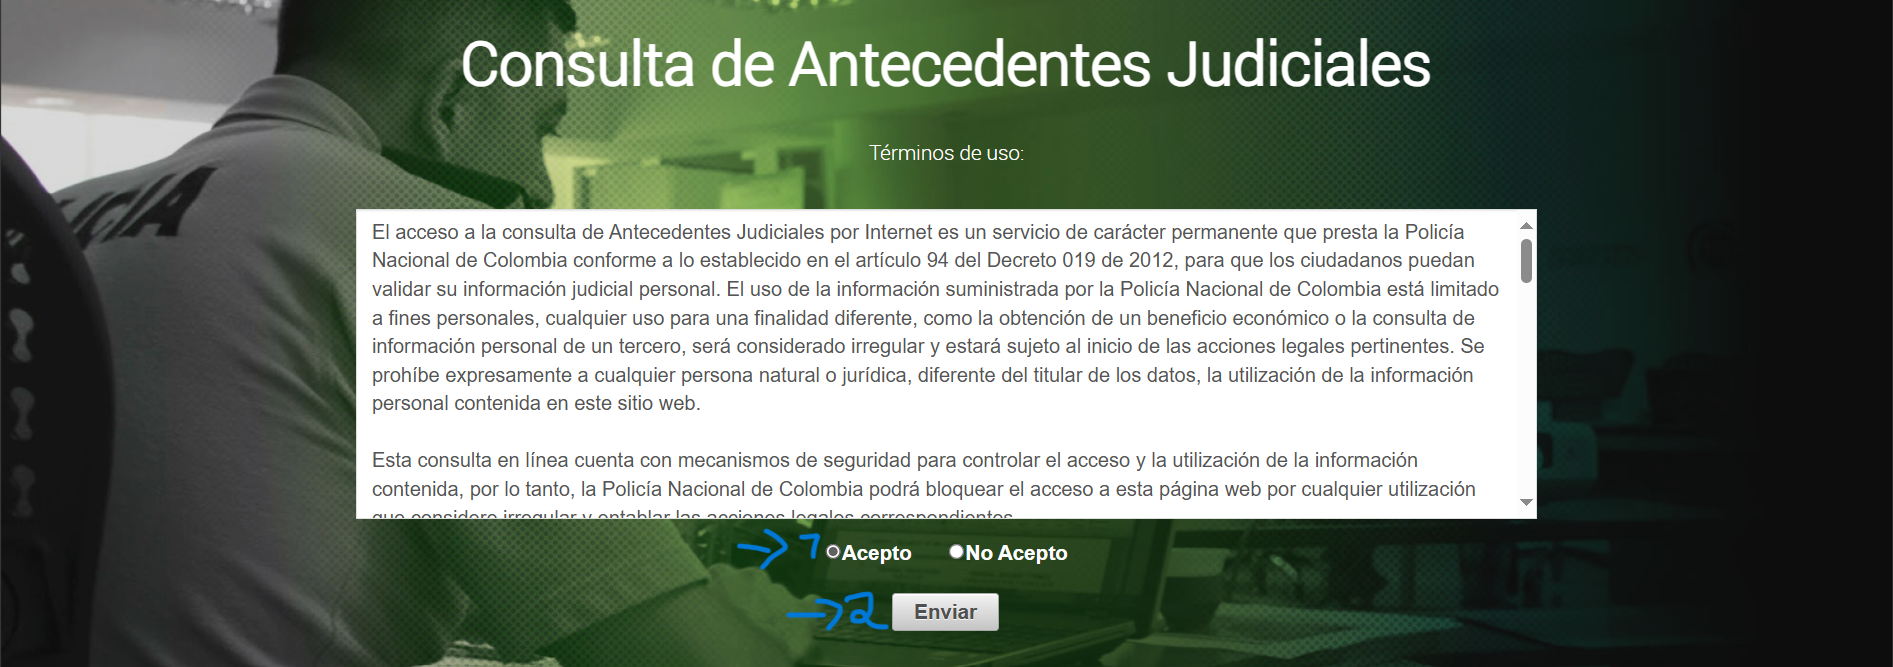 Consulta de Antecedentes Judiciales
Términos de uso:
El acceso a la consulta de Antecedentes Judiciales por Internet es un servicio de carácter permanente que presta la Policía
Nacional de Colombia conforme a lo establecido en el artículo 94 del Decreto 019 de 2012, para que los ciudadanos puedan
validar su información judicial personal. El uso de la información suministrada por la Policía Nacional de Colombia está limitado
a fines personales, cualquier uso para una finalidad diferente, como la obtención de un beneficio económico o la consulta de
información personal de un tercero, será considerado irregular y estará sujeto al inicio de las acciones legales pertinentes. Se
prohíbe expresamente a cualquier persona natural o jurídica, diferente del titular de los datos, la utilización de la información
personal contenida en este sitio web.
Esta consulta en línea cuenta con mecanismos de seguridad para controlar el acceso y la utilización de la información
contenida, por lo tanto, la Policía Nacional de Colombia podrá bloquear el acceso a esta página web por cualquier utilización
que considere irregular y entablar las acciones legales correspondientes.
1 Acepto No Acepto
2 Enviar